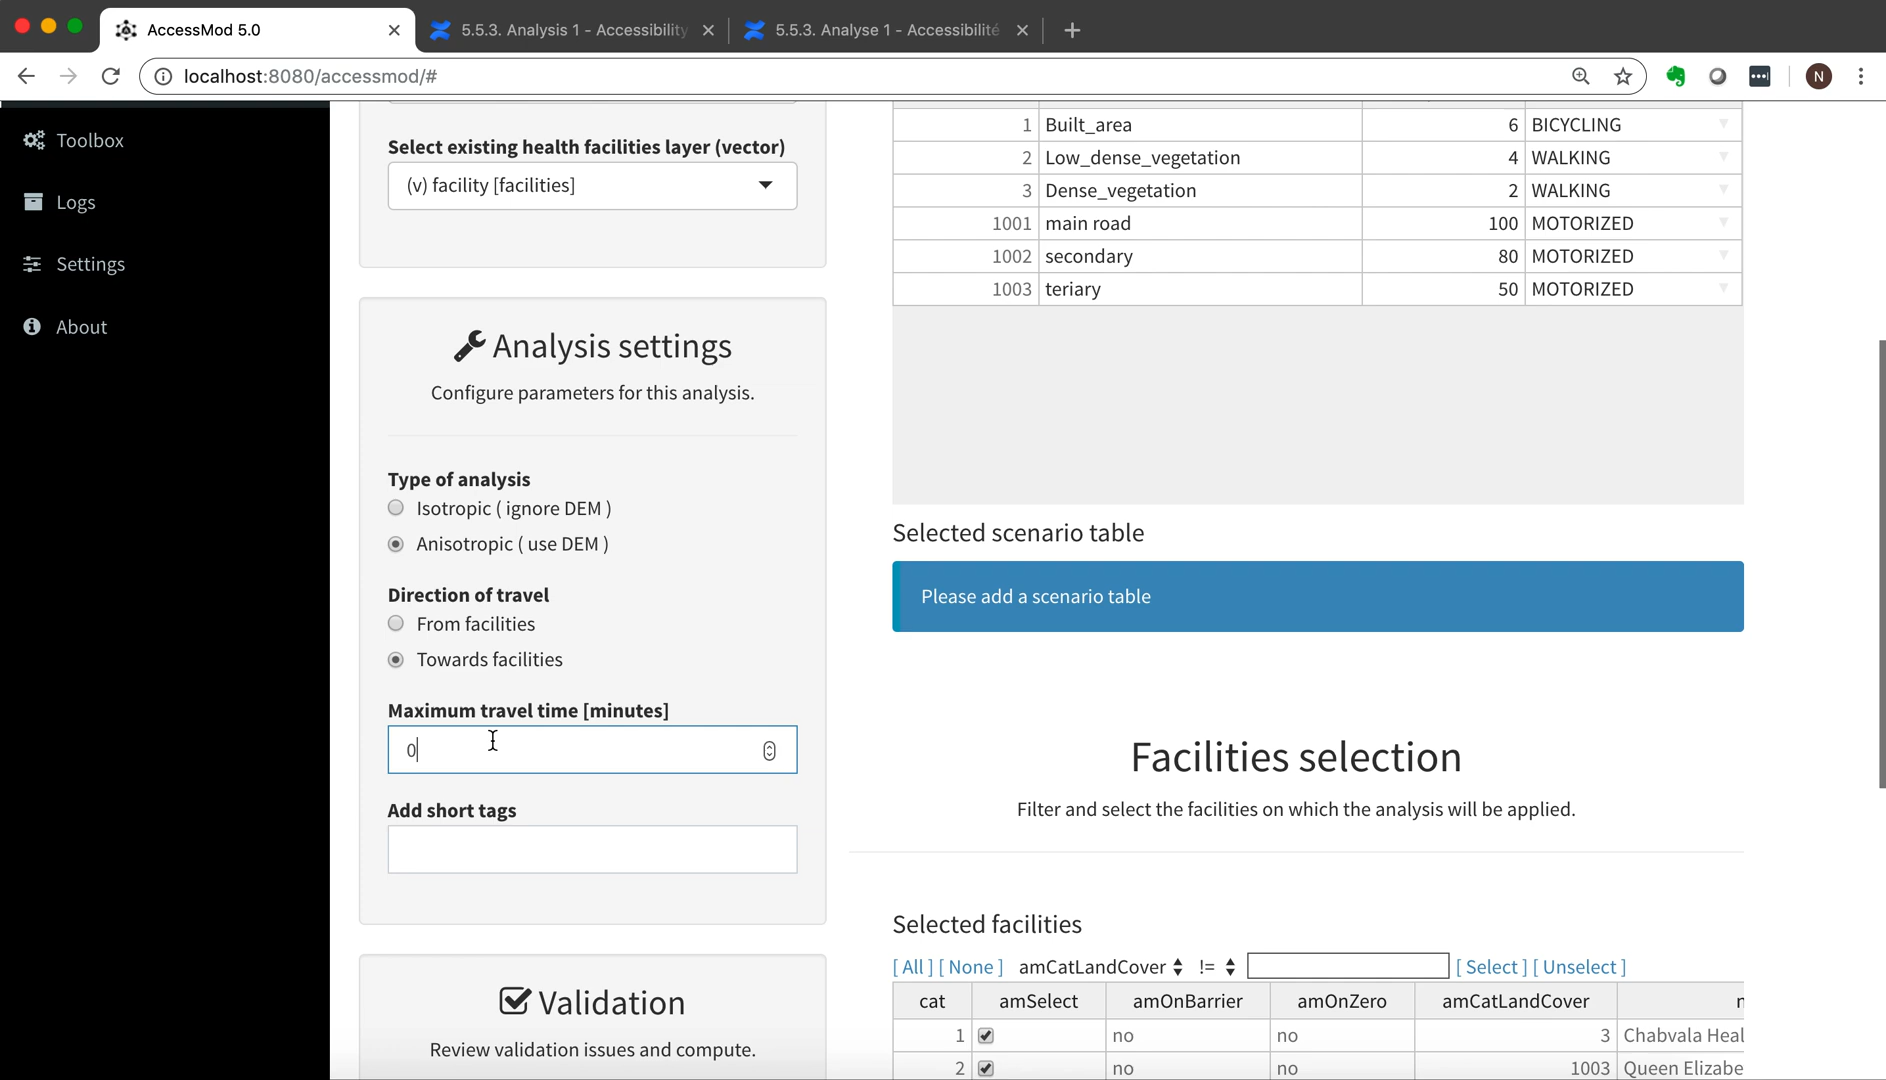 AccessMod 5.0
5.5.3. Analysis 1 - Accessibility
5.5.3. Analyse 1 - Accessibilité
localhost:8080/accessmod/#
N
Toolbox
Logs
Settings
About
Select existing health facilities layer (vector)
(v) facility [facilities]
Analysis settings
Configure parameters for this analysis.
Type of analysis
Isotropic ( ignore DEM )
Anisotropic ( use DEM )
Direction of travel
From facilities
Towards facilities
Maximum travel time [minutes]
0
Add short tags
Validation
Review validation issues and compute.
1 Built_area 6 BICYCLING
2 Low_dense_vegetation 4 WALKING
3 Dense_vegetation 2 WALKING
1001 main road 100 MOTORIZED
1002 secondary 80 MOTORIZED
1003 teriary 50 MOTORIZED
Selected scenario table
Please add a scenario table
Facilities selection
Filter and select the facilities on which the analysis will be applied.
Selected facilities
[ All ] [ None ] amCatLandCover != [ Select ] [ Unselect ]
cat amSelect amOnBarrier amOnZero amCatLandCover
1 no no 3 Chabvala Heal
2 no no 1003 Queen Elizabe